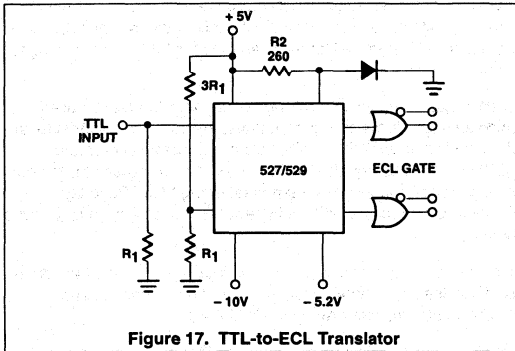 + 5V
R2
260
3R1
TTL
INPUT
527/529
ECL GATE
R1
R1
– 10V
– 5.2V
Figure 17. TTL-to-ECL Translator